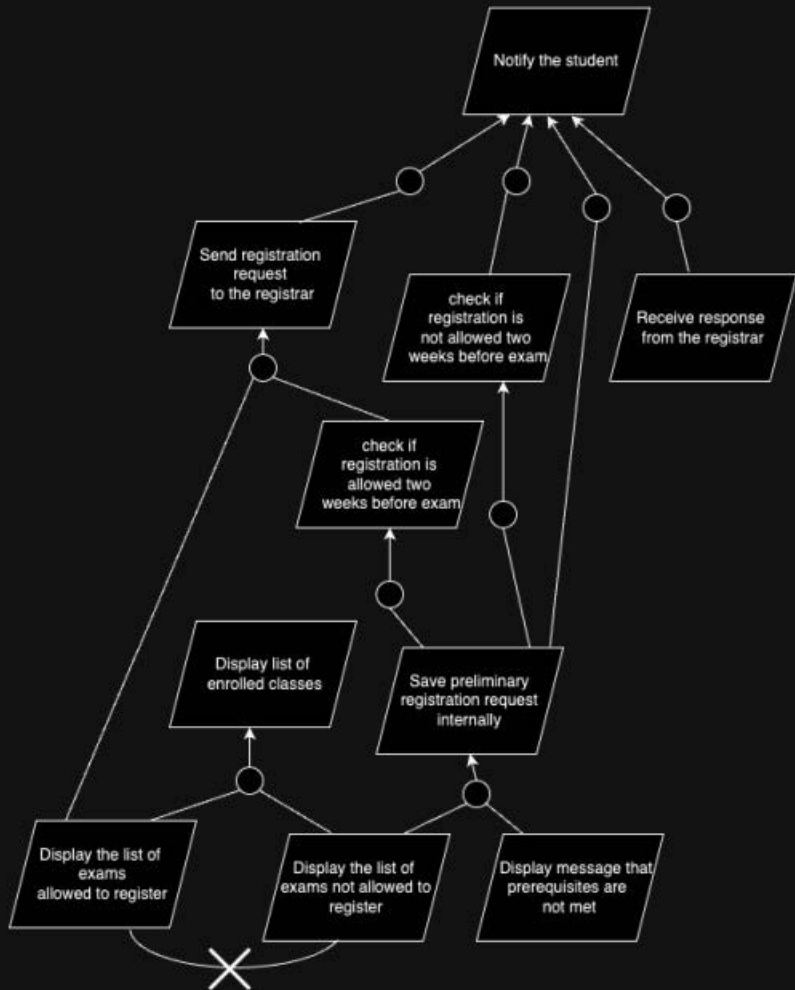 Notify the student
Send registration
request
to the registrar
check if
registration is
not allowed two
weeks before exam
Receive response
from the registrar
check if
registration is
allowed two
weeks before exam
Display list of
enrolled classes
Save preliminary
registration request
internally
Display the list of
exams
allowed to register
Display the list of
exams not allowed to
register
Display message that
prerequisites are
not met